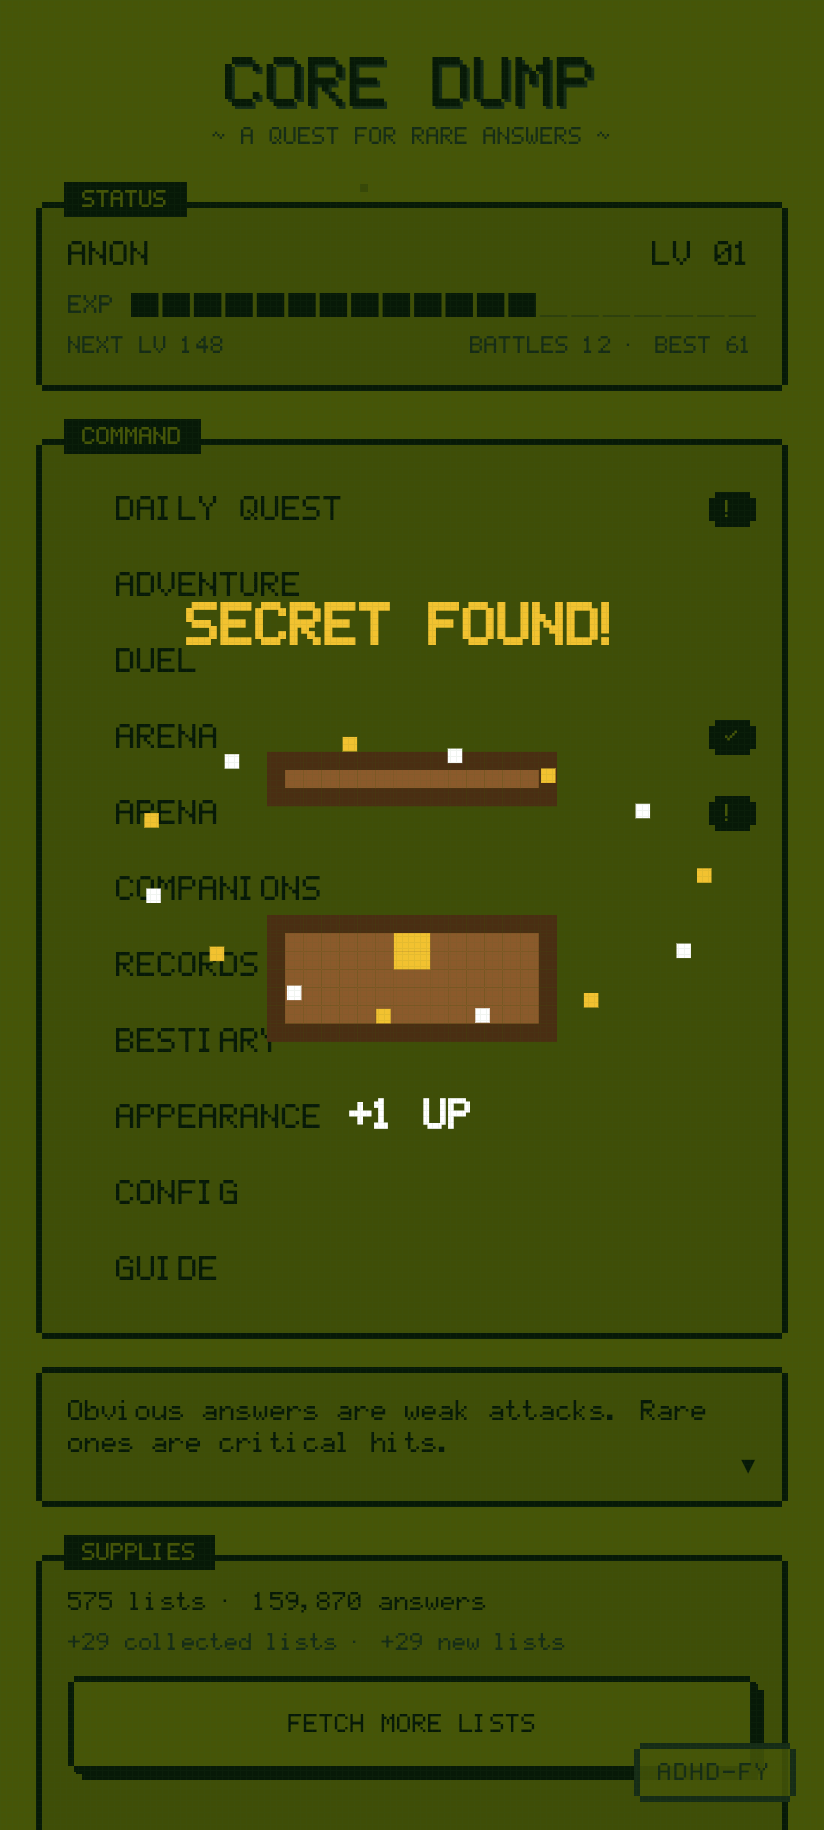 CORE DUMP
~ A QUEST FOR RARE ANSWERS ~
STATUS
ANON LV 01
EXP
NEXT LV 148 BATTLES 12 · BEST 61
COMMAND
DAILY QUEST !
ADVENTURE
SECRET FOUND!
DUEL
ARENA ✓
ARENA !
COMPANIONS
RECORDS
BESTIARY
APPEARANCE
+1 UP
CONFIG
GUIDE
Obvious answers are weak attacks. Rare
ones are critical hits.
▼
SUPPLIES
575 lists · 159,870 answers
+29 collected lists · +29 new lists
FETCH MORE LISTS
ADHD-FY